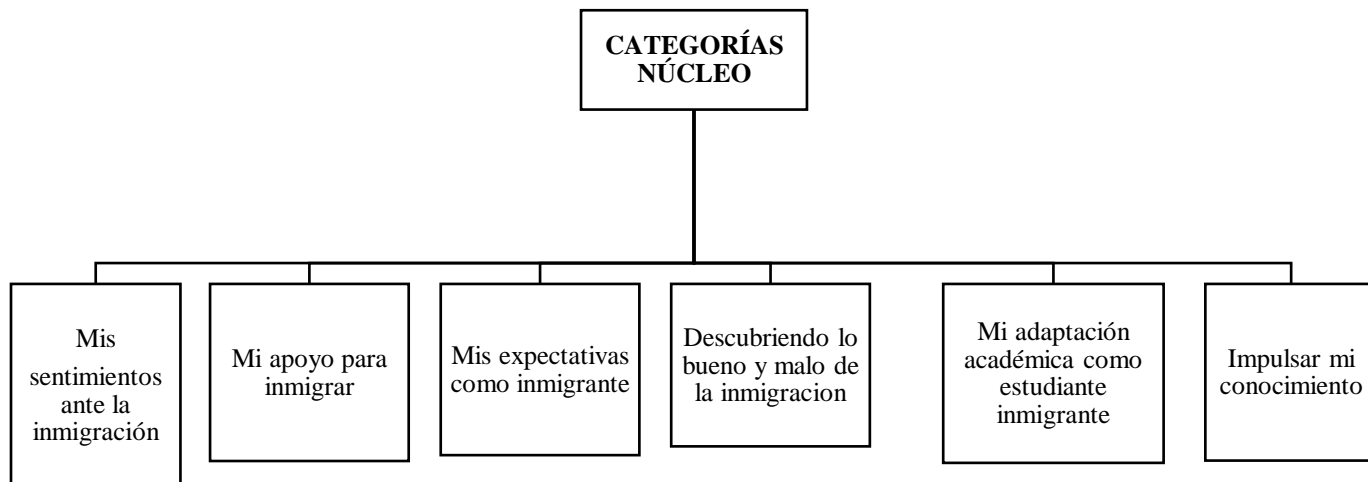 CATEGORÍAS
NÚCLEO
Mis
sentimientos
ante la
inmigración
Mi apoyo para
inmigrar
Mis expectativas
como inmigrante
Descubriendo lo
bueno y malo de
la inmigracion
Mi adaptación
académica como
estudiante
inmigrante
Impulsar mi
conocimiento